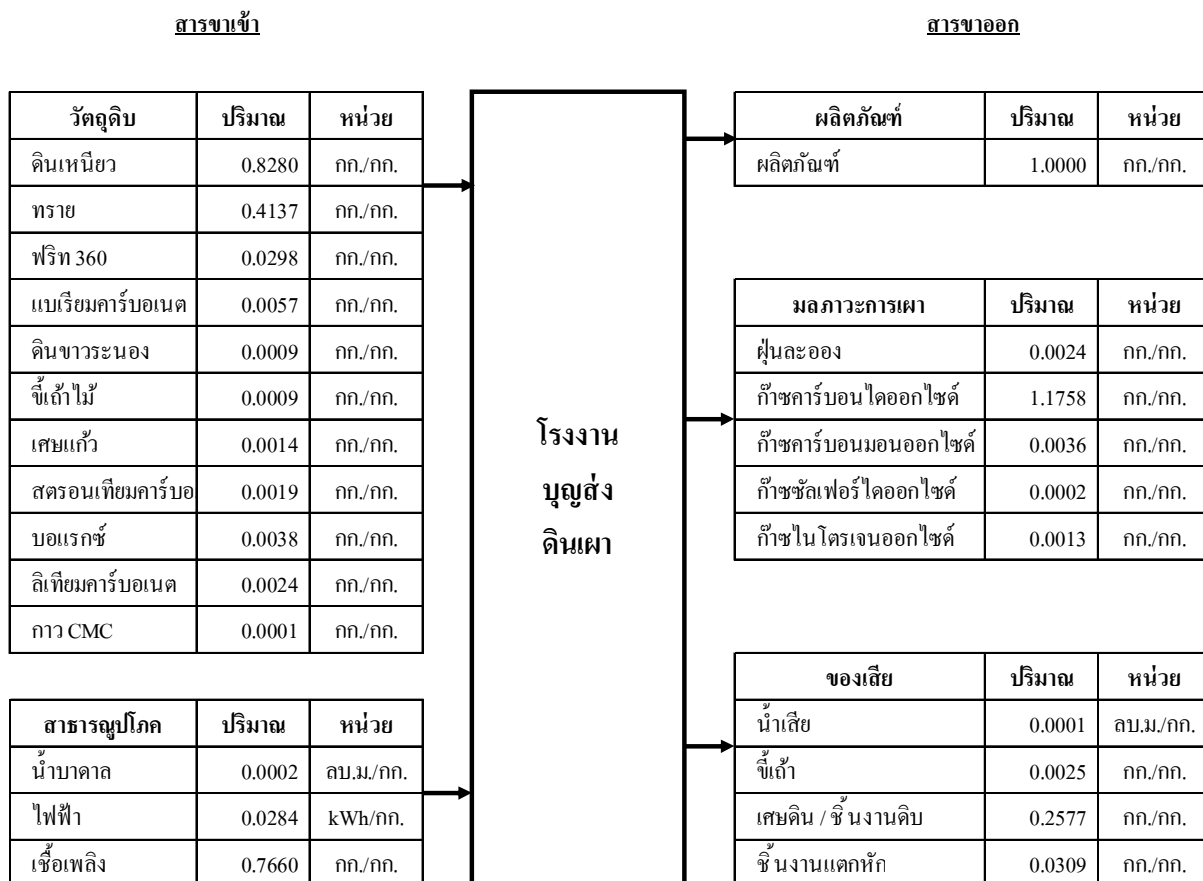 สารขาเข้า
สารขาออก
วัตถุดิบ ปริมาณ หน่วย
ดินเหนียว 0.8280 กก./กก.
ทราย 0.4137 กก./กก.
ฟริท 360 0.0298 กก./กก.
แบเรียมคาร์บอเนต 0.0057 กก./กก.
ดินขาวระนอง 0.0009 กก./กก.
ขี้เถ้าไม้ 0.0009 กก./กก.
เศษแก้ว 0.0014 กก./กก.
สตรอนเทียมคาร์บอ 0.0019 กก./กก.
บอแรกซ์ 0.0038 กก./กก.
ลิเทียมคาร์บอเนต 0.0024 กก./กก.
กาว CMC 0.0001 กก./กก.
สาธารณูปโภค ปริมาณ หน่วย
น้ำบาดาล 0.0002 ลบ.ม./กก.
ไฟฟ้า 0.0284 kWh/กก.
เชื้อเพลิง 0.7660 กก./กก.
โรงงาน
บุญส่ง
ดินเผา
ผลิตภัณฑ์ ปริมาณ หน่วย
ผลิตภัณฑ์ 1.0000 กก./กก.
มลภาวะการเผา ปริมาณ หน่วย
ฝุ่นละออง 0.0024 กก./กก.
ก๊าซคาร์บอนไดออกไซด์ 1.1758 กก./กก.
ก๊าซคาร์บอนมอนออกไซด์ 0.0036 กก./กก.
ก๊าซซัลเฟอร์ไดออกไซด์ 0.0002 กก./กก.
ก๊าซไนโตรเจนออกไซด์ 0.0013 กก./กก.
ของเสีย ปริมาณ หน่วย
น้ำเสีย 0.0001 ลบ.ม./กก.
ขี้เถ้า 0.0025 กก./กก.
เศษดิน / ชิ้นงานดิบ 0.2577 กก./กก.
ชิ้นงานแตกหัก 0.0309 กก./กก.